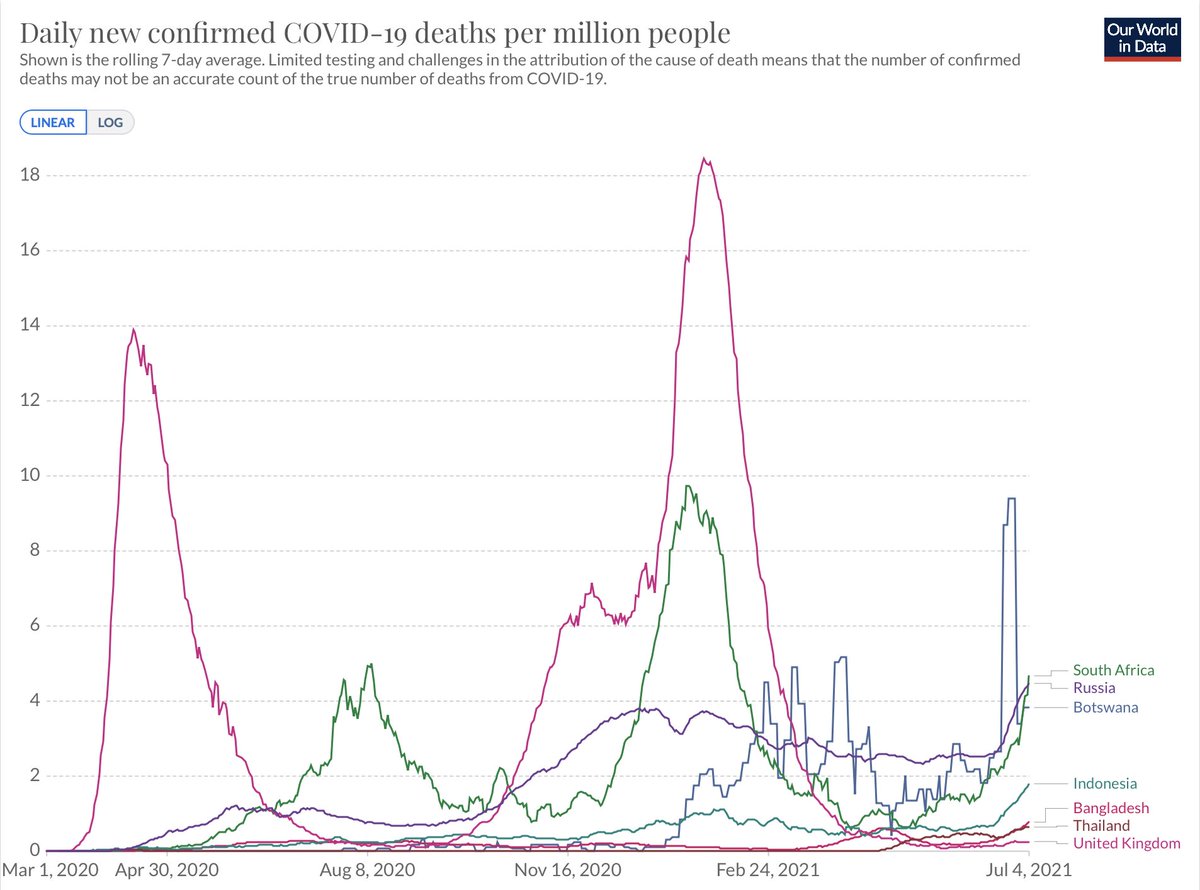 Daily new confirmed COVID-19 deaths per million people
Shown is the rolling 7-day average. Limited testing and challenges in the attribution of the cause of death means that the number of confirmed
deaths may not be an accurate count of the true number of deaths from COVID-19.
Our World
in Data
LINEAR LOG
18
16
14
12
10
8
6
4
2
0
South Africa
Russia
Botswana
Indonesia
Bangladesh
Thailand
United Kingdom
Mar 1, 2020 Apr 30, 2020 Aug 8, 2020 Nov 16, 2020 Feb 24, 2021 Jul 4, 2021